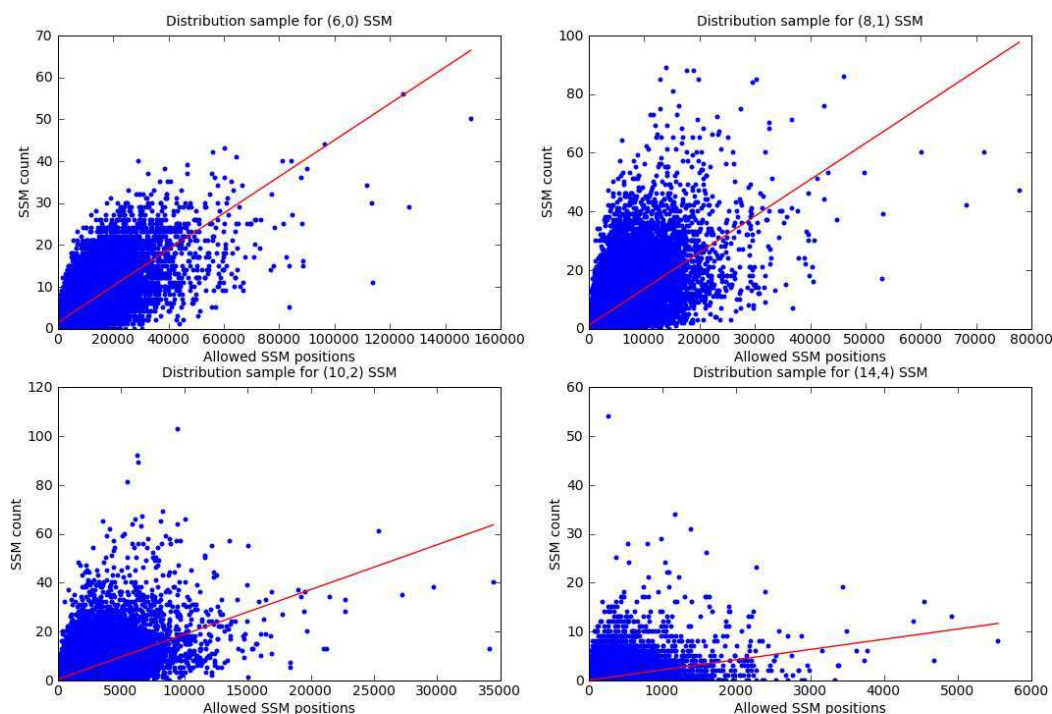 Distribution sample for (6,0) SSM
70
60
50
40
30
20
10
0
SSM count
0 20000 40000 60000 80000 100000 120000 140000 160000
Allowed SSM positions
Distribution sample for (8,1) SSM
100
80
60
40
20
0
SSM count
0 10000 20000 30000 40000 50000 60000 70000 80000
Allowed SSM positions
Distribution sample for (10,2) SSM
120
100
80
60
40
20
0
SSM count
0 5000 10000 15000 20000 25000 30000 35000
Allowed SSM positions
Distribution sample for (14,4) SSM
60
50
40
30
20
10
0
SSM count
0 1000 2000 3000 4000 5000 6000
Allowed SSM positions